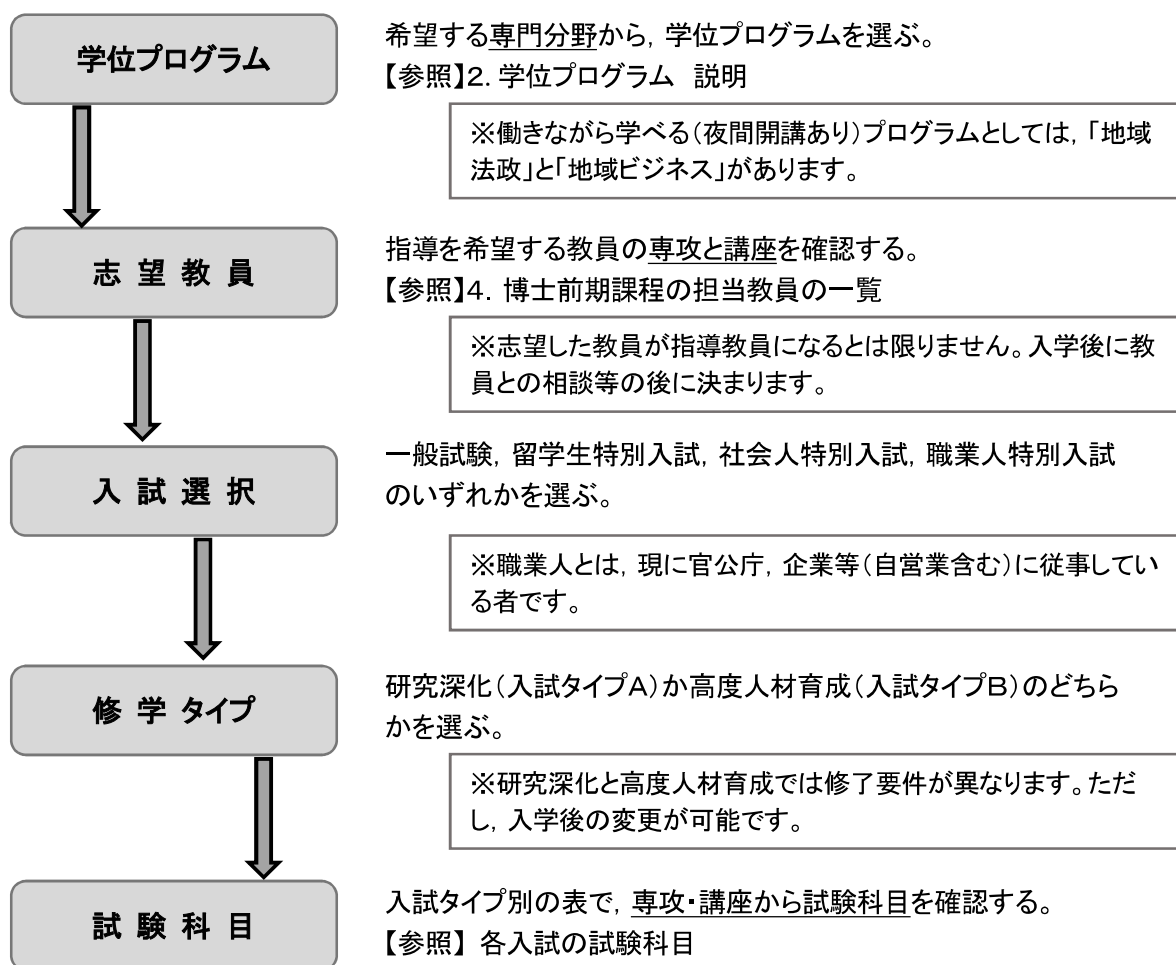 学位プログラム
希望する専門分野から, 学位プログラムを選ぶ。
【参照】2. 学位プログラム 説明
※働きながら学べる(夜間開講あり)プログラムとしては, 「地域
法政」と「地域ビジネス」があります。
志 望 教 員
指導を希望する教員の専攻と講座を確認する。
【参照】4. 博士前期課程の担当教員の一覧
※志望した教員が指導教員になるとは限りません。入学後に教
員との相談等の後に決まります。
入 試 選 択
一般試験, 留学生特別入試, 社会人特別入試, 職業人特別入試
のいずれかを選ぶ。
※職業人とは, 現に官公庁, 企業等(自営業含む)に従事してい
る者です。
修 学 タイプ
研究深化(入試タイプA)か高度人材育成(入試タイプB)のどちら
かを選ぶ。
※研究深化と高度人材育成では修了要件が異なります。ただ
し, 入学後の変更が可能です。
試 験 科 目
入試タイプ別の表で, 専攻・講座から試験科目を確認する。
【参照】 各入試の試験科目